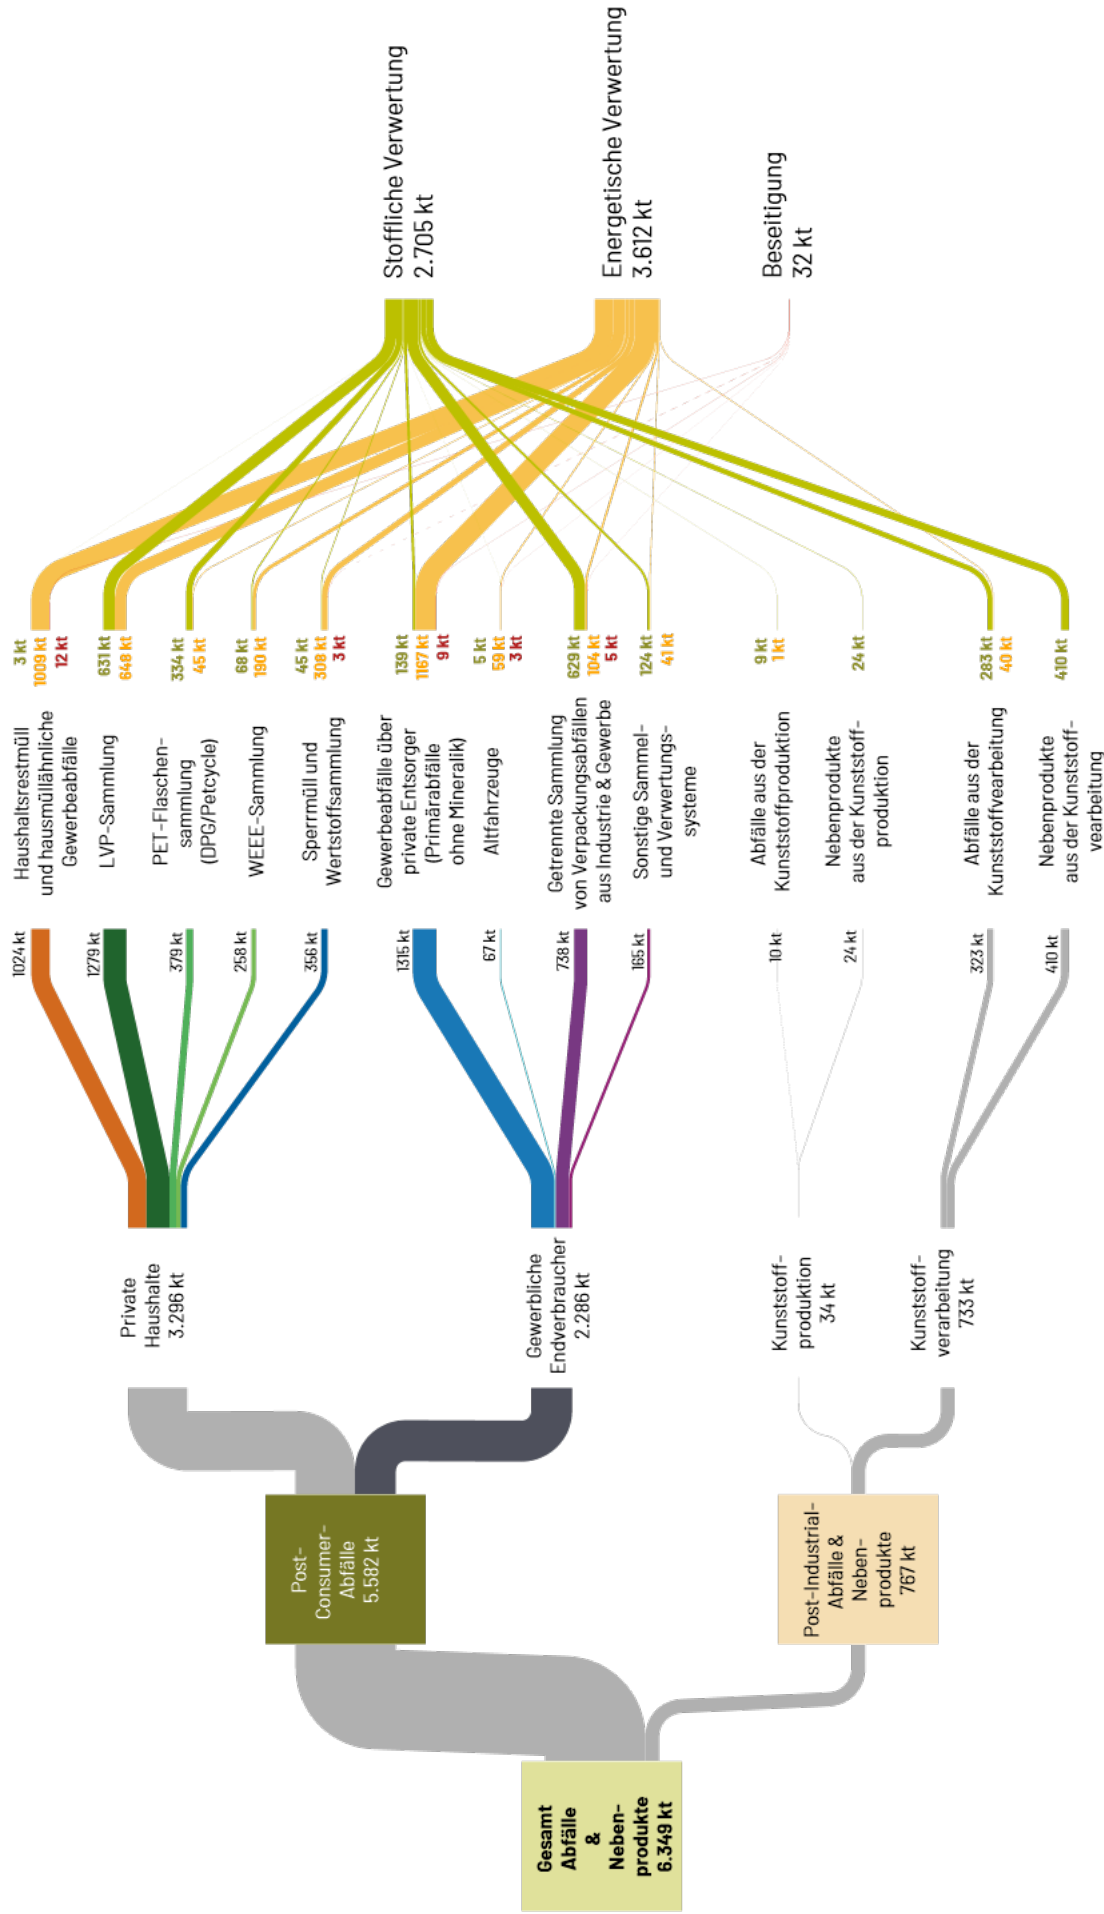 Gesamt
Abfälle
&
Neben-
produkte
6.349 kt
Post-
Consumer-
Abfälle
5.582 kt
Post-Industrial-
Abfälle &
Neben-
produkte
767 kt
Private
Haushalte
3.296 kt
Gewerbliche
Endverbraucher
2.286 kt
Kunststoff-
produktion
34 kt
Kunststoff-
verarbeitung
733 kt
1024 kt
1279 kt
379 kt
258 kt
356 kt
1315 kt
67 kt
738 kt
165 kt
10 kt
24 kt
323 kt
410 kt
Haushaltsrestmüll
und hausmüllähnliche
Gewerbeabfälle
LVP-Sammlung
PET-Flaschen-
sammlung
(DPG/Petcycle)
WEEE-Sammlung
Sperrmüll und
Wertstoffsammlung
Gewerbeabfälle über
private Entsorger
(Primärabfälle
ohne Mineralik)
Altfahrzeuge
Getrennte Sammlung
von Verpackungsabfällen
aus Industrie & Gewerbe
Sonstige Sammel-
und Verwertungs-
systeme
Abfälle aus der
Kunststoffproduktion
Nebenprodukte
aus der Kunststoff-
produktion
Abfälle aus der
Kunststoffvearbeitung
Nebenprodukte
aus der Kunststoff-
vearbeitung
3 kt
1009 kt
12 kt
631 kt
648 kt
334 kt
45 kt
68 kt
190 kt
45 kt
308 kt
3 kt
139 kt
1167 kt
9 kt
5 kt
59 kt
3 kt
629 kt
104 kt
5 kt
124 kt
41 kt
9 kt
1 kt
24 kt
283 kt
40 kt
410 kt
Stoffliche Verwertung
2.705 kt
Energetische Verwertung
3.612 kt
Beseitigung
32 kt